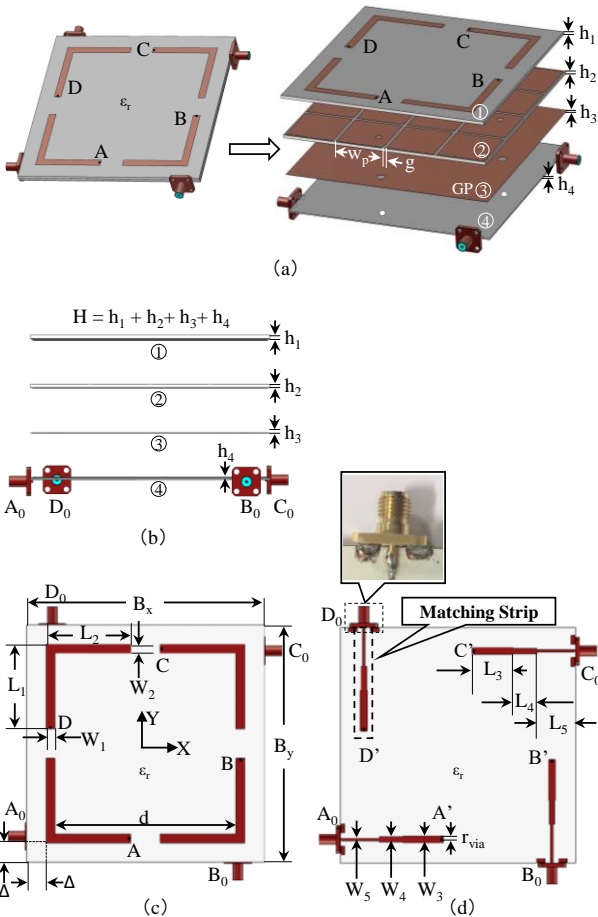 C
D
B
A
εr
C
D
B
A
①
h1
h2
h3
②
wp
g
GP ③
h4
④
(a)
H = h1 + h2+ h3+ h4
①
h1
②
h2
③
h3
h4
④
A0
D0
B0
C0
(b)
D0
Bx
L2
C
C0
W2
L1
D
W1
Y
X
By
B
εr
d
A0
A
B0
Δ
Δ
(c)
Matching Strip
D0
C'
C0
L3
L4
L5
D'
B'
εr
A0
A'
rvia
W5
W4
W3
B0
(d)